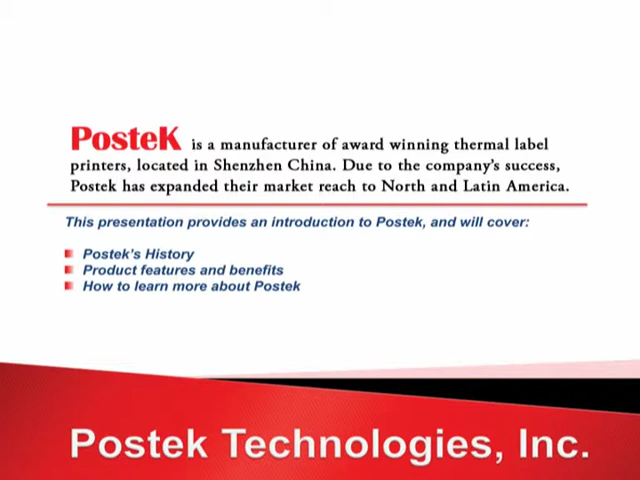 PosteK is a manufacturer of award winning thermal label
printers, located in Shenzhen China. Due to the company's success,
Postek has expanded their market reach to North and Latin America.
This presentation provides an introduction to Postek, and will cover:
Postek's History
Product features and benefits
How to learn more about Postek
Postek Technologies, Inc.